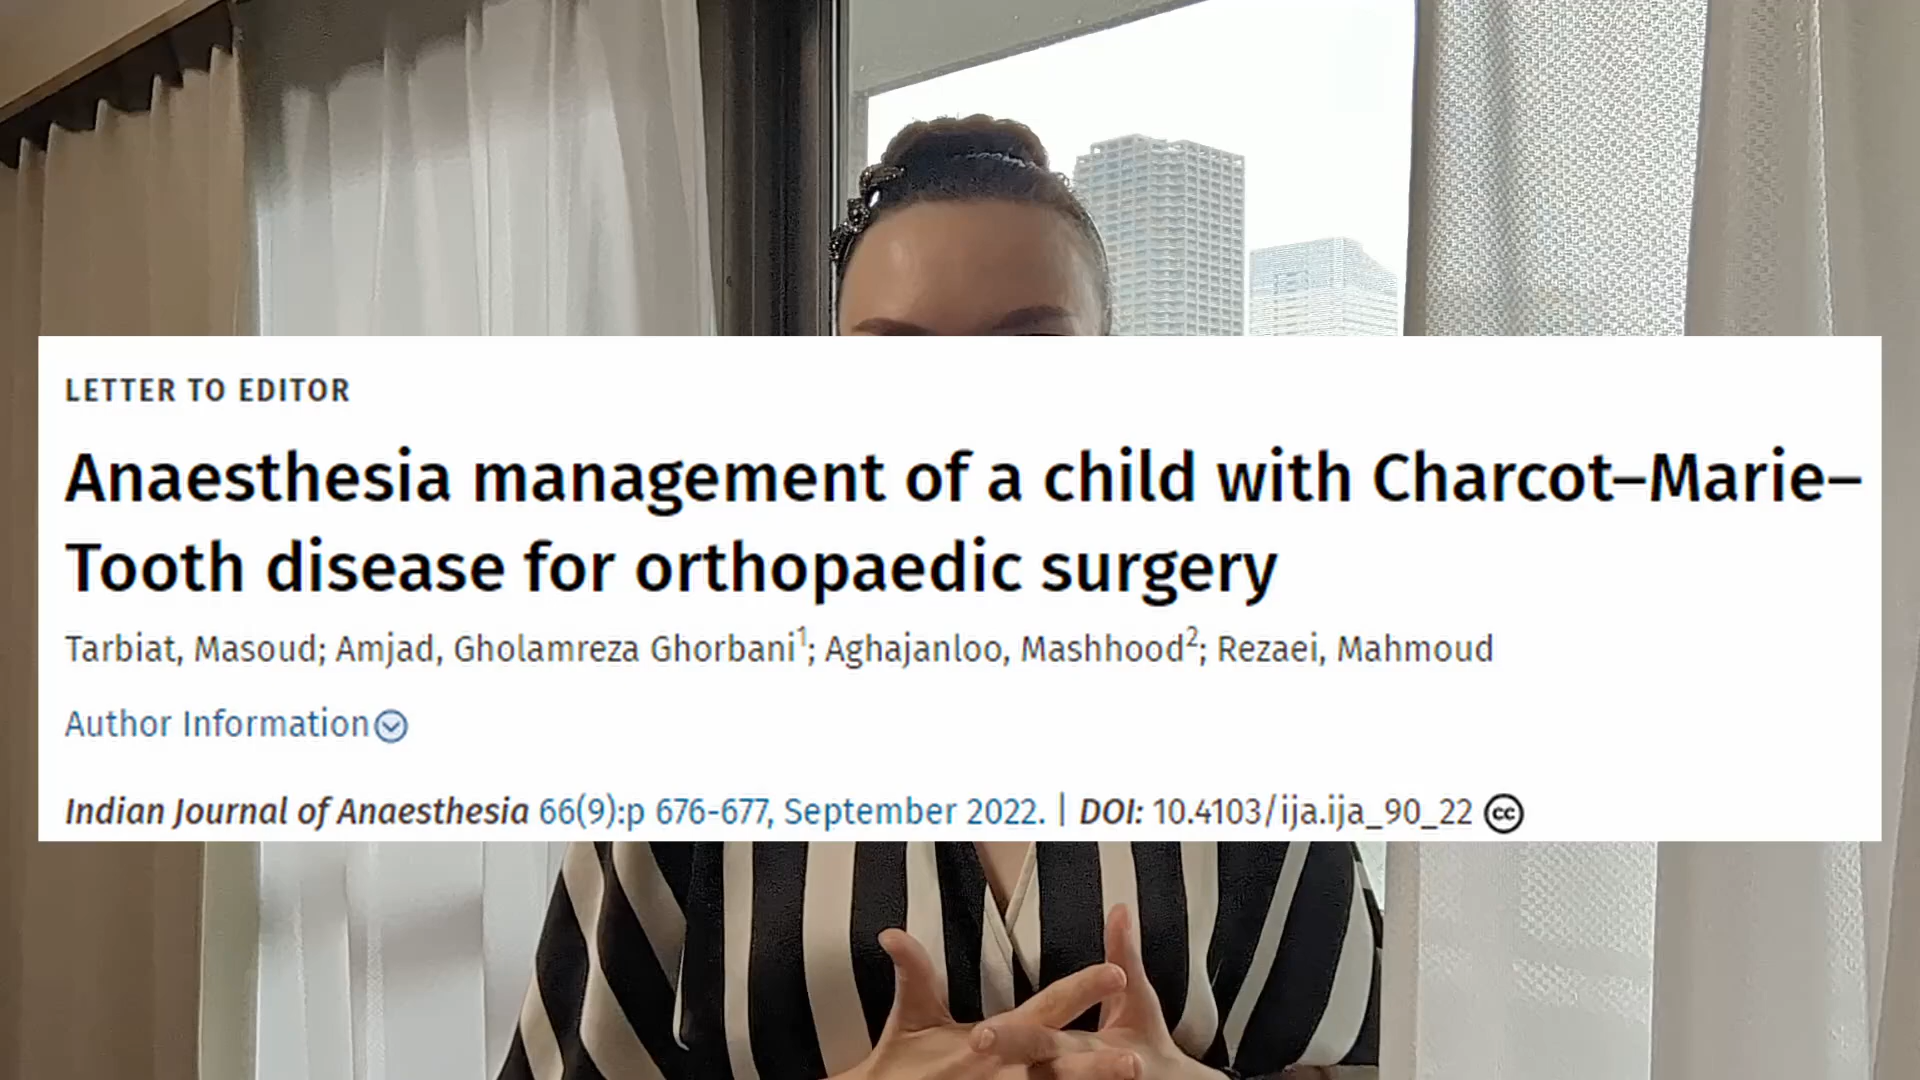 LETTER TO EDITOR
Anaesthesia management of a child with Charcot–Marie–
Tooth disease for orthopaedic surgery
Tarbiat, Masoud; Amjad, Gholamreza Ghorbani1; Aghajanloo, Mashhood2; Rezaei, Mahmoud
Author Information
Indian Journal of Anaesthesia 66(9):p 676-677, September 2022. | DOI: 10.4103/ija.ija_90_22 cc